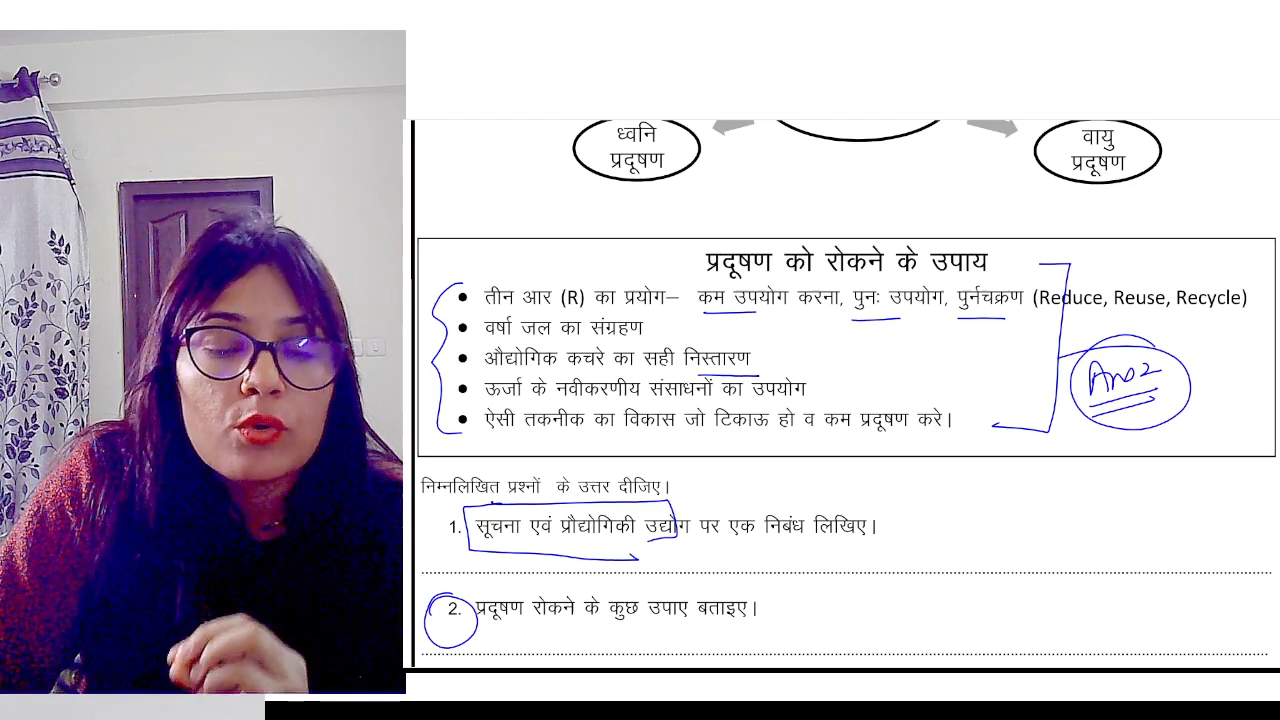 ध्वनि
प्रदूषण
वायु
प्रदूषण
प्रदूषण को रोकने के उपाय
• तीन आर (R) का प्रयोग– कम उपयोग करना, पुनः उपयोग, पुर्नचक्रण (Reduce, Reuse, Recycle)
• वर्षा जल का संग्रहण
• औद्योगिक कचरे का सही निस्तारण
• ऊर्जा के नवीकरणीय संसाधनों का उपयोग
• ऐसी तकनीक का विकास जो टिकाऊ हो व कम प्रदूषण करे।
Ans 2
निम्नलिखित प्रश्नों के उत्तर दीजिए।
1. सूचना एवं प्रौद्योगिकी उद्योग पर एक निबंध लिखिए।
2. प्रदूषण रोकने के कुछ उपाए बताइए।